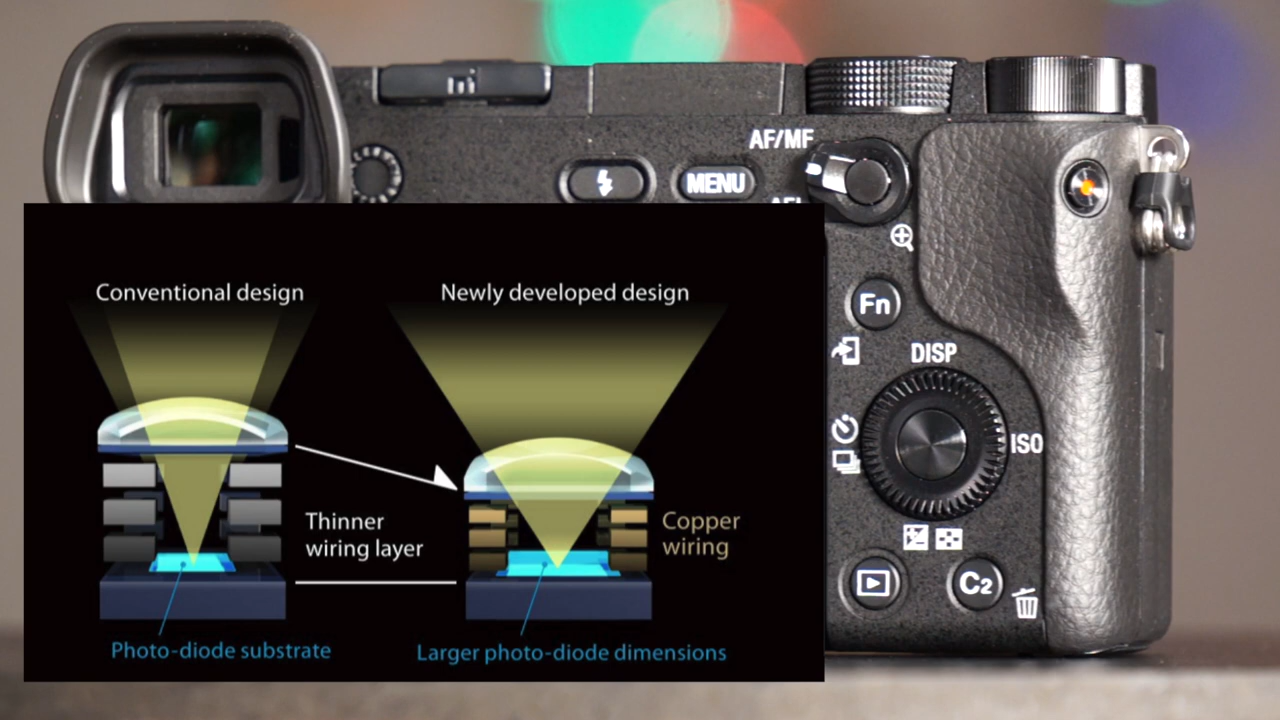 AF/MF
MENU
Conventional design
Newly developed design
Fn
DISP
ISO
Thinner
wiring layer
Copper
wiring
C2
Photo-diode substrate
Larger photo-diode dimensions